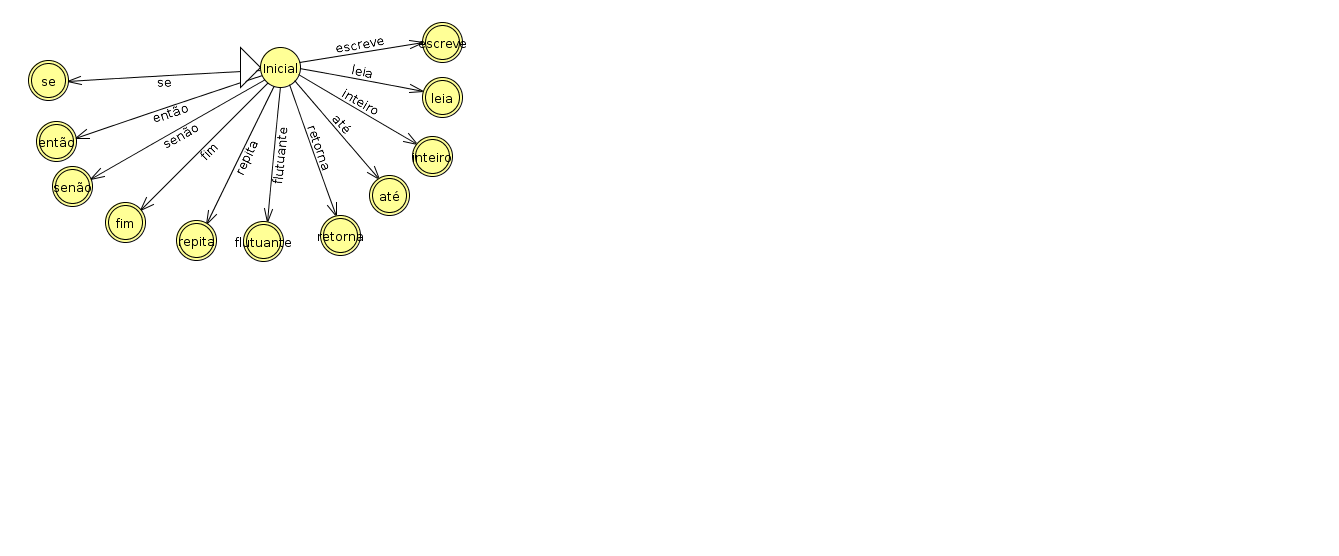 escreve
escreve
Inicial
leia
leia
se
se
inteiro
inteiro
então
então
até
até
senão
senão
fim
fim
repita
repita
flutuante
flutuante
retorna
retorna